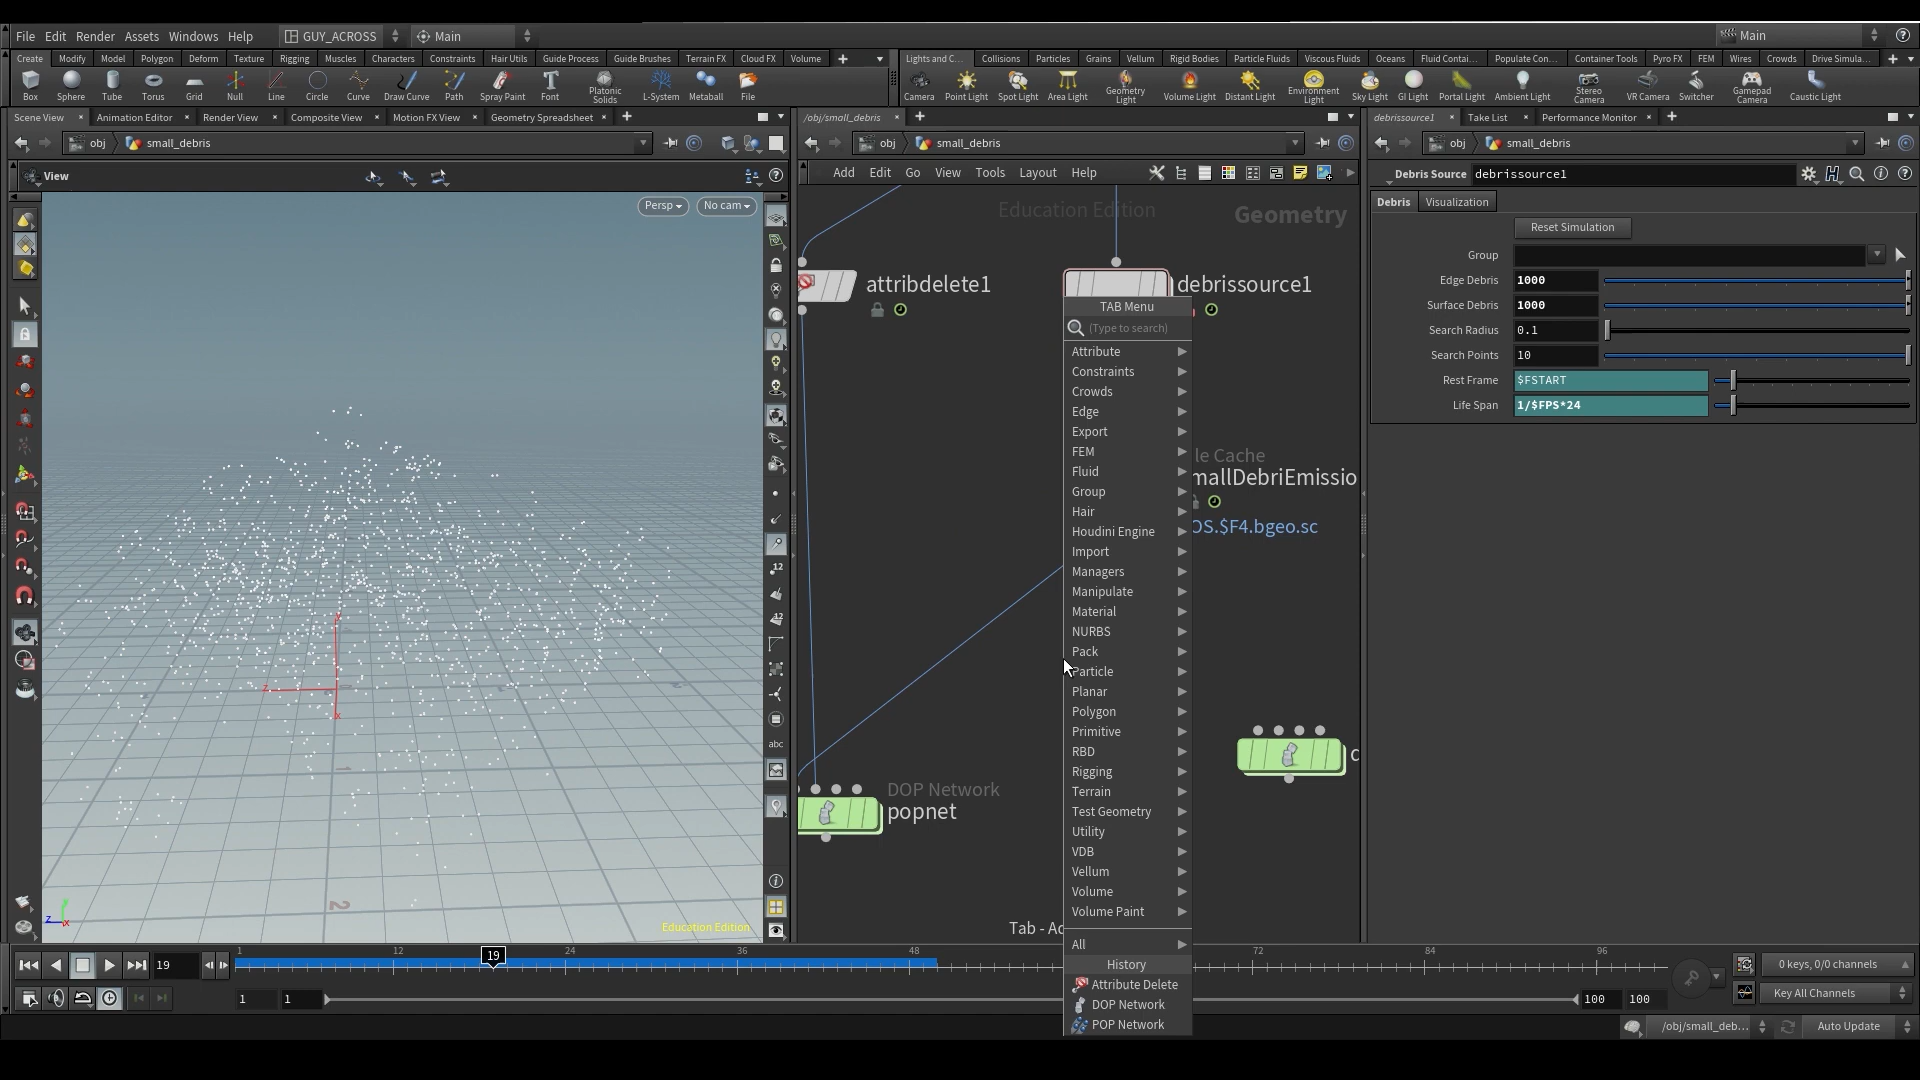 File Edit Render Assets Windows Help GUY_ACROSS Main Main
Create Modify Model Polygon Deform Texture Rigging Muscles Characters Constraints Hair Utils Guide Process Guide Brushes Terrain FX Cloud FX Volume
Lights and C... Collisions Particles Grains Vellum Rigid Bodies Particle Fluids Viscous Fluids Oceans Fluid Contai... Populate Con... Container Tools Pyro FX FEM Wires Crowds Drive Simula...
Box Sphere Tube Torus Grid Null Line Circle Curve Draw Curve Path Spray Paint Font Platonic Solids L-System Metaball File
Camera Point Light Spot Light Area Light Geometry Light Volume Light Distant Light Environment Light Sky Light GI Light Portal Light Ambient Light Stereo Camera VR Camera Switcher Gamepad Camera Caustic Light
Scene View Animation Editor Render View Composite View Motion FX View Geometry Spreadsheet
obj small_debris
View
Persp No cam
12
12
abc
1
2
z
x
z x
Education Edition
/obj/small_debris
obj small_debris
Add Edit Go View Tools Layout Help
Education Edition Geometry
attribdelete1
debrissource1
le Cache
mallDebriEmissio
OS.$F4.bgeo.sc
DOP Network
popnet
Tab - Ad
TAB Menu
(Type to search)
Attribute
Constraints
Crowds
Edge
Export
FEM
Fluid
Group
Hair
Houdini Engine
Import
Managers
Manipulate
Material
NURBS
Pack
Particle
Planar
Polygon
Primitive
RBD
Rigging
Terrain
Test Geometry
Utility
VDB
Vellum
Volume
Volume Paint
All
History
Attribute Delete
DOP Network
POP Network
debrissource1 Take List Performance Monitor
obj small_debris
Debris Source debrissource1
Debris Visualization
Reset Simulation
Group
Edge Debris 1000
Surface Debris 1000
Search Radius 0.1
Search Points 10
Rest Frame $FSTART
Life Span 1/$FPS*24
19
1 12 19 24 36 48 72 84 96
1 1 100 100
0 keys, 0/0 channels
Key All Channels
/obj/small_deb... Auto Update